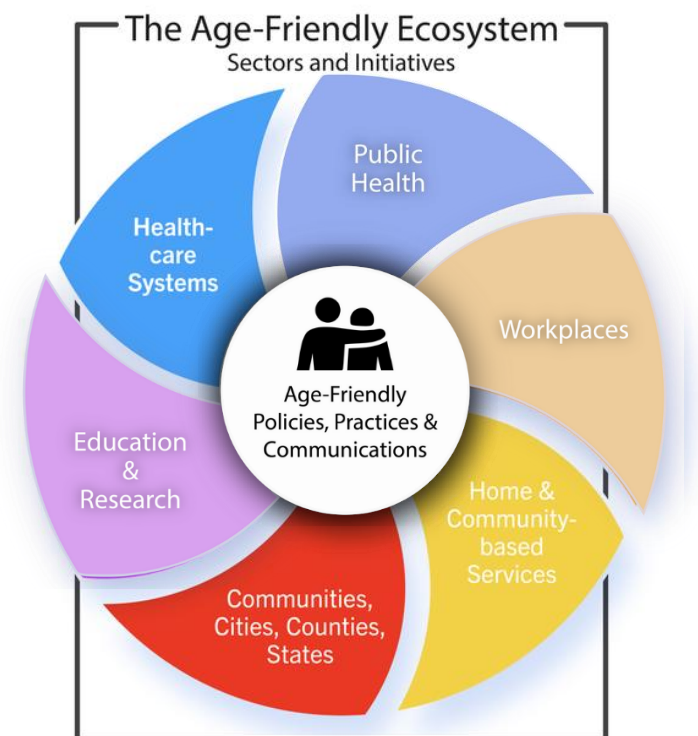 The Age-Friendly Ecosystem
Sectors and Initiatives
Public
Health
Health-
care
Systems
Workplaces
Age-Friendly
Policies, Practices &
Communications
Education
&
Research
Home &
Community-
based
Services
Communities,
Cities, Counties,
States